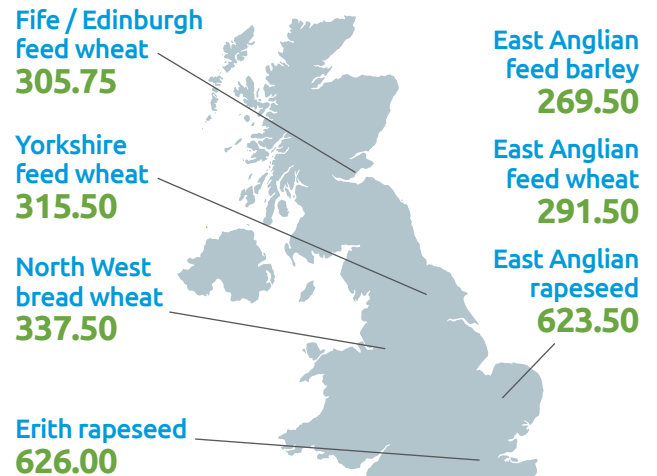 Fife / Edinburgh
feed wheat
305.75
Yorkshire
feed wheat
315.50
North West
bread wheat
337.50
Erith rapeseed
626.00
East Anglian
feed barley
269.50
East Anglian
feed wheat
291.50
East Anglian
rapeseed
623.50